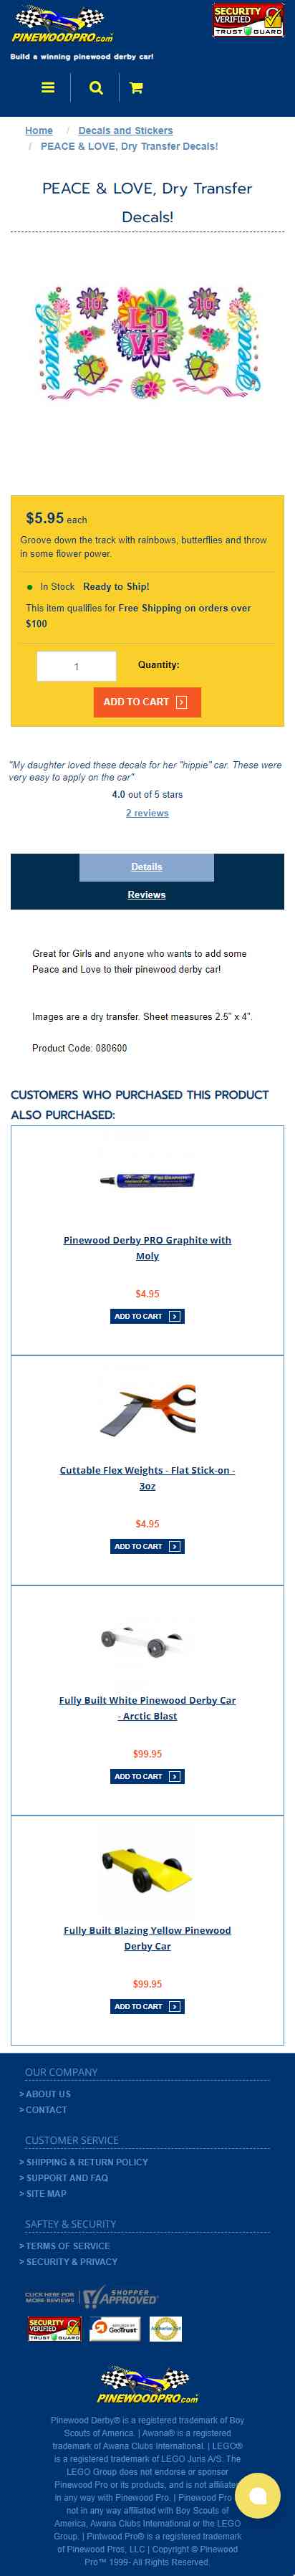 PINEWOODPRO.com
SECURITY
VERIFIED
TRUST GUARD
Build a winning pinewood derby car!
Home / Decals and Stickers
/ PEACE & LOVE, Dry Transfer Decals!
PEACE & LOVE, Dry Transfer
Decals!
peace
LOVE
peace
$5.95 each
Groove down the track with rainbows, butterflies and throw
in some flower power.
In Stock Ready to Ship!
This item qualifies for Free Shipping on orders over
$100
1
Quantity:
ADD TO CART
"My daughter loved these decals for her "hippie" car. These were
very easy to apply on the car"
4.0 out of 5 stars
2 reviews
Details
Reviews
Great for Girls and anyone who wants to add some
Peace and Love to their pinewood derby car!
Images are a dry transfer. Sheet measures 2.5" x 4".
Product Code: 080600
CUSTOMERS WHO PURCHASED THIS PRODUCT
ALSO PURCHASED:
Pinewood Derby PRO Graphite with
Moly
$4.95
ADD TO CART
Cuttable Flex Weights - Flat Stick-on -
3oz
$4.95
ADD TO CART
Fully Built White Pinewood Derby Car
- Arctic Blast
$99.95
ADD TO CART
Fully Built Blazing Yellow Pinewood
Derby Car
$99.95
ADD TO CART
OUR COMPANY
> ABOUT US
> CONTACT
CUSTOMER SERVICE
> SHIPPING & RETURN POLICY
> SUPPORT AND FAQ
> SITE MAP
SAFTEY & SECURITY
> TERMS OF SERVICE
> SECURITY & PRIVACY
CLICK HERE FOR
MORE REVIEWS
SHOPPER
APPROVED
SECURITY
VERIFIED
TRUST GUARD
GeoTrust
PINEWOODPRO.com
Pinewood Derby® is a registered trademark of Boy
Scouts of America. | Awana® is a registered
trademark of Awana Clubs International. | LEGO®
is a registered trademark of LEGO Juris A/S. The
LEGO Group does not endorse or sponsor
Pinewood Pro or its products, and is not affiliated
in any way with Pinewood Pro. | Pinewood Pro
not in any way affiliated with Boy Scouts of
America, Awana Clubs International or the LEGO
Group. | Pintwood Pro® is a registered trademark
of Pinewood Pros, LLC | Copyright © Pinewood
Pro™ 1999- All Rights Reserved.